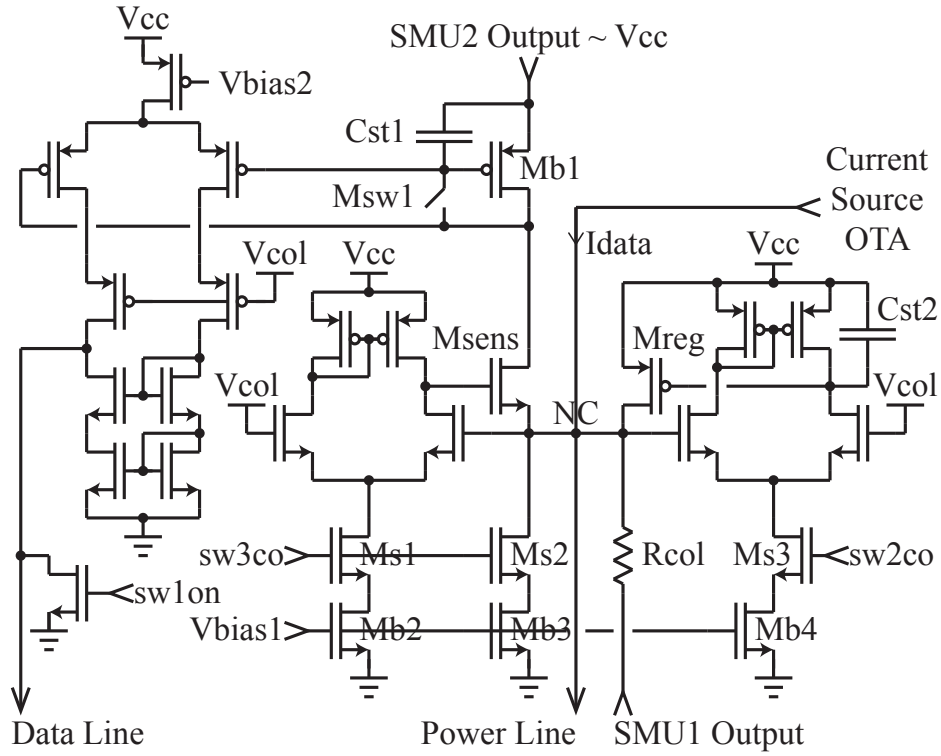 Vcc
SMU2 Output ~ Vcc
Vbias2
Cst1
Mb1
Current
Source
OTA
Msw1
Idata
Vcol
Vcc
Vcc
Cst2
Msens
Mreg
Vcol
NC
Vcol
sw3co
Ms1
Ms2
Rcol
Ms3
sw2co
sw1on
Vbias1
Mb2
Mb3
Mb4
Data Line
Power Line
SMU1 Output